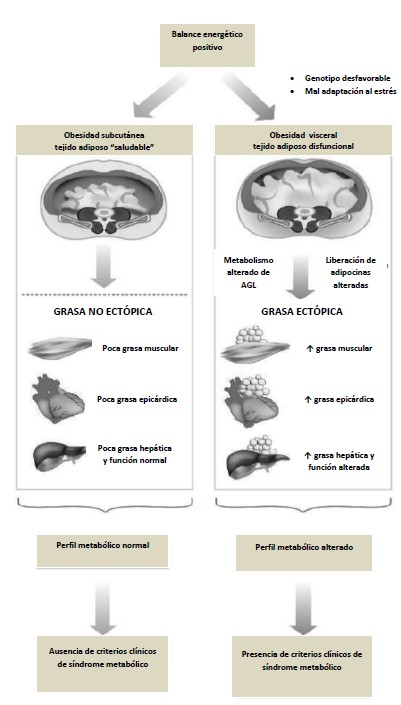 Balance energético
positivo
• Genotipo desfavorable
• Mal adaptación al estrés
Obesidad subcutánea
tejido adiposo “saludable”
Obesidad visceral
tejido adiposo disfuncional
Metabolismo
alterado de
AGL
Liberación de
adipocinas
alteradas
GRASA NO ECTÓPICA
Poca grasa muscular
Poca grasa epicárdica
Poca grasa hepática
y función normal
GRASA ECTÓPICA
↑ grasa muscular
↑ grasa epicárdica
↑ grasa hepática y
función alterada
Perfil metabólico normal
Perfil metabólico alterado
Ausencia de criterios clínicos
de síndrome metabólico
Presencia de criterios clínicos de
síndrome metabólico